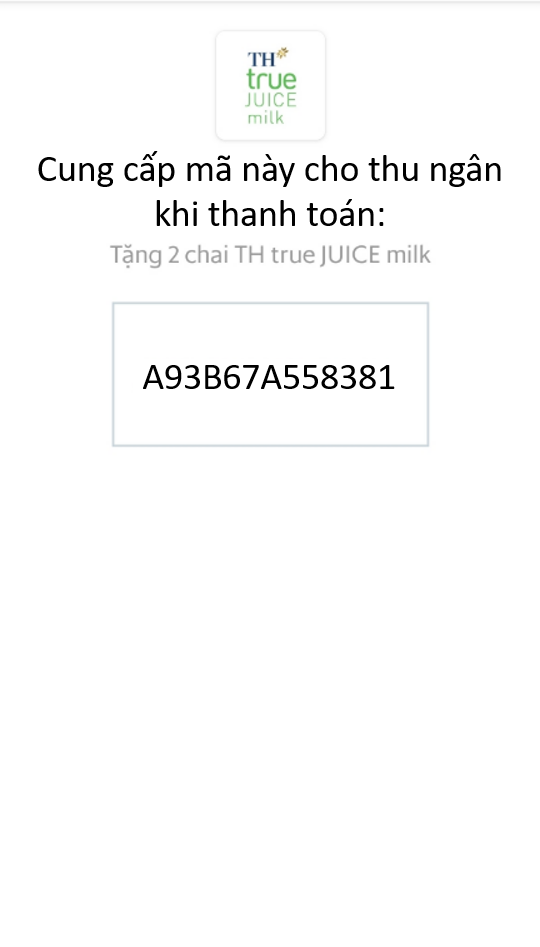 TH
true
JUICE
milk
Cung cấp mã này cho thu ngân
khi thanh toán:
Tặng 2 chai TH true JUICE milk
A93B67A558381